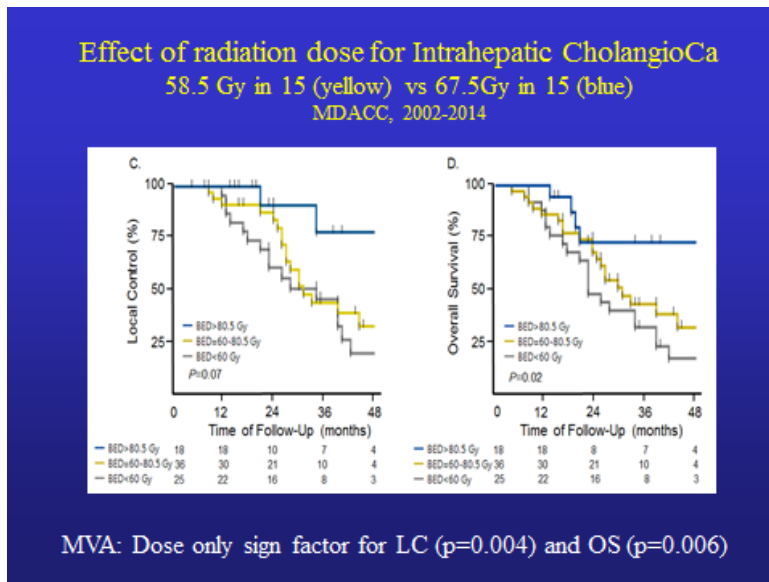 Effect of radiation dose for Intrahepatic CholangioCa
58.5 Gy in 15 (yellow) vs 67.5Gy in 15 (blue)
MDACC, 2002-2014
C.
100
75
50
25
Local Control (%)
BED>80.5 Gy
BED=60-80.5 Gy
BED<60 Gy
P=0.07
0 12 24 36 48
Time of Follow-Up (months)
BED>80.5 Gy 18 18 10 7 4
BED=60-80.5 Gy 36 30 21 10 4
BED<60 Gy 25 22 16 8 3
D.
100
75
50
25
Overall Survival (%)
BED>80.5 Gy
BED=60-80.5 Gy
BED<60 Gy
P=0.02
0 12 24 36 48
Time of Follow-Up (months)
BED>80.5 Gy 18 18 8 7 4
BED=60-80.5 Gy 36 30 21 10 4
BED<60 Gy 25 22 16 8 3
MVA: Dose only sign factor for LC (p=0.004) and OS (p=0.006)